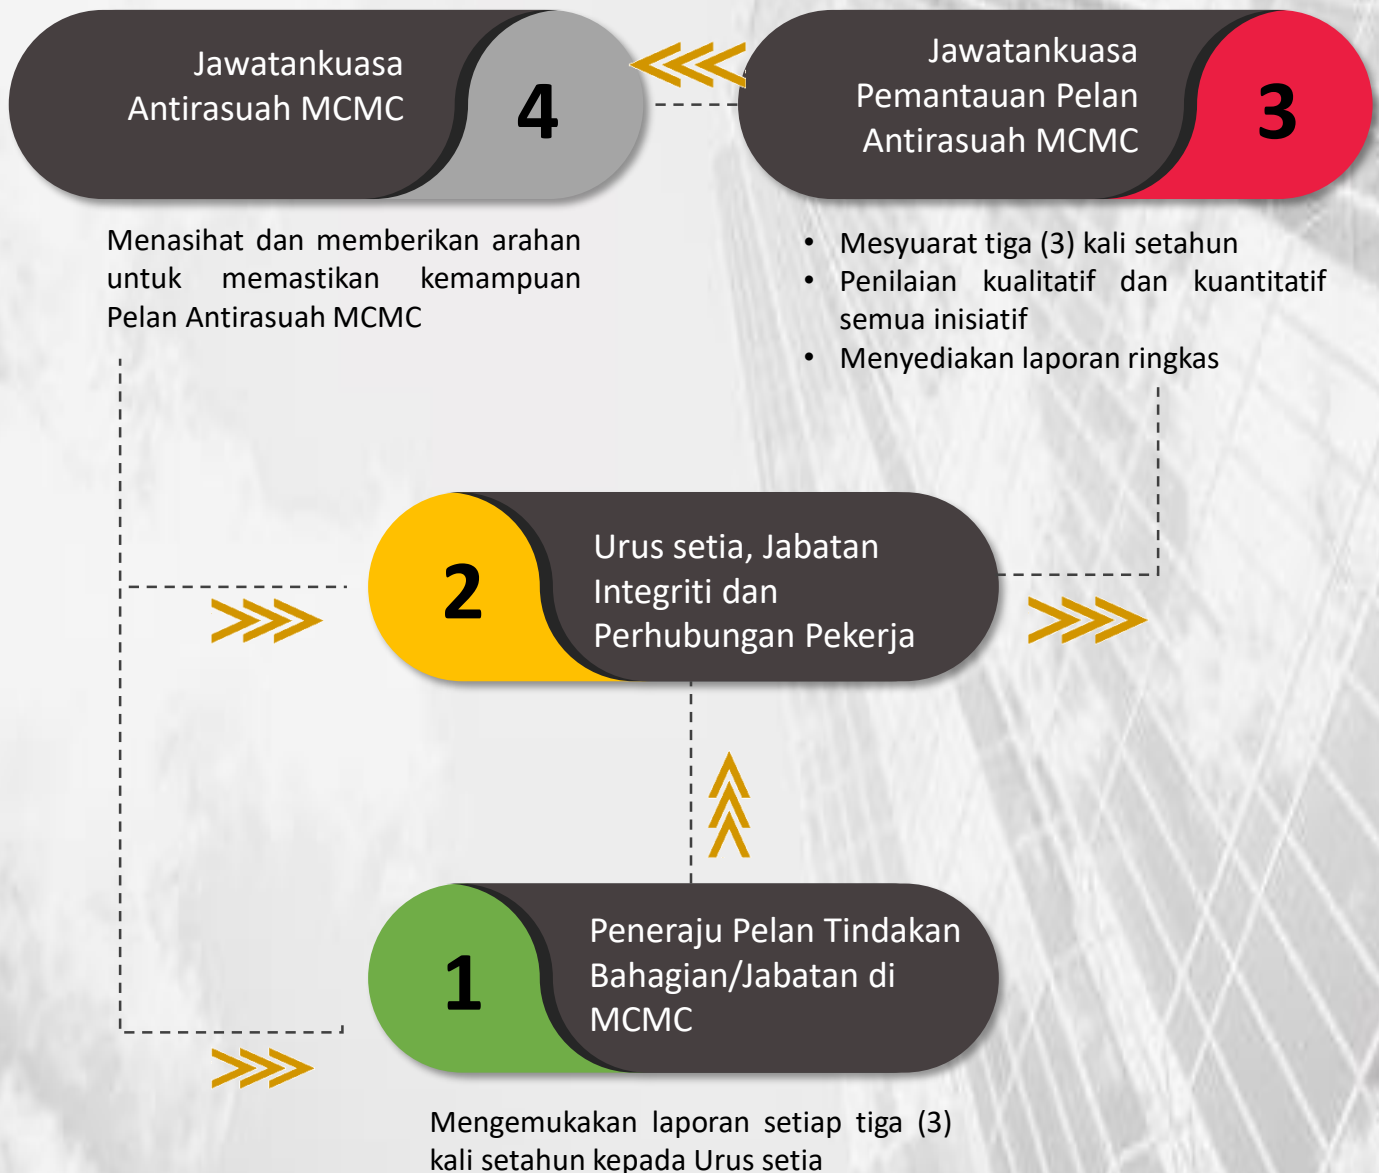 Jawatankuasa
Antirasuah MCMC
4
Jawatankuasa
Pemantauan Pelan
Antirasuah MCMC
3
Menasihat dan memberikan arahan
untuk memastikan kemampuan
Pelan Antirasuah MCMC
• Mesyuarat tiga (3) kali setahun
• Penilaian kualitatif dan kuantitatif
semua inisiatif
• Menyediakan laporan ringkas
2
Urus setia, Jabatan
Integriti dan
Perhubungan Pekerja
1
Peneraju Pelan Tindakan
Bahagian/Jabatan di
MCMC
Mengemukakan laporan setiap tiga (3)
kali setahun kepada Urus setia